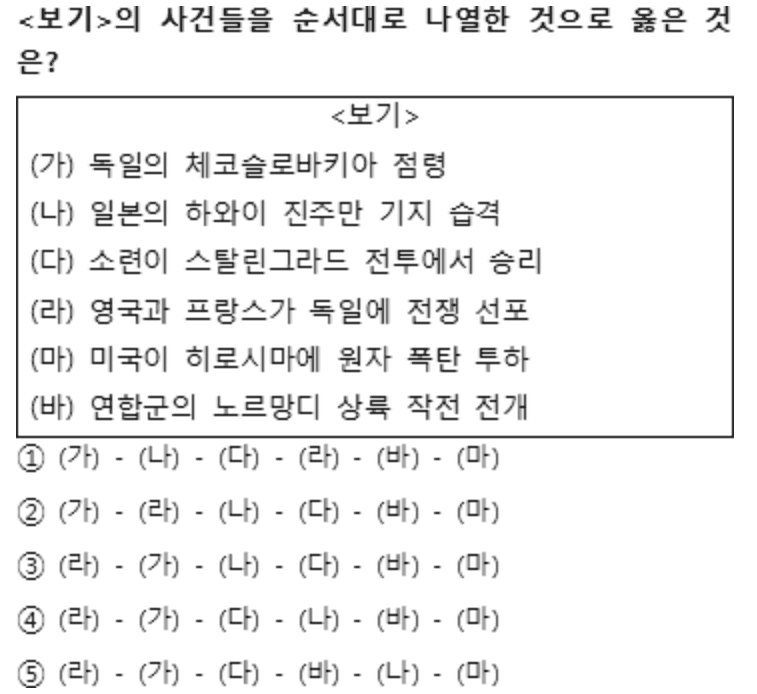 <보기>의 사건들을 순서대로 나열한 것으로 옳은 것
은?
<보기>
(가) 독일의 체코슬로바키아 점령
(나) 일본의 하와이 진주만 기지 습격
(다) 소련이 스탈린그라드 전투에서 승리
(라) 영국과 프랑스가 독일에 전쟁 선포
(마) 미국이 히로시마에 원자 폭탄 투하
(바) 연합군의 노르망디 상륙 작전 전개
① (가) - (나) - (다) - (라) - (바) - (마)
② (가) - (라) - (나) - (다) - (바) - (마)
③ (라) - (가) - (나) - (다) - (바) - (마)
④ (라) - (가) - (다) - (나) - (바) - (마)
⑤ (라) - (가) - (다) - (바) - (나) - (마)